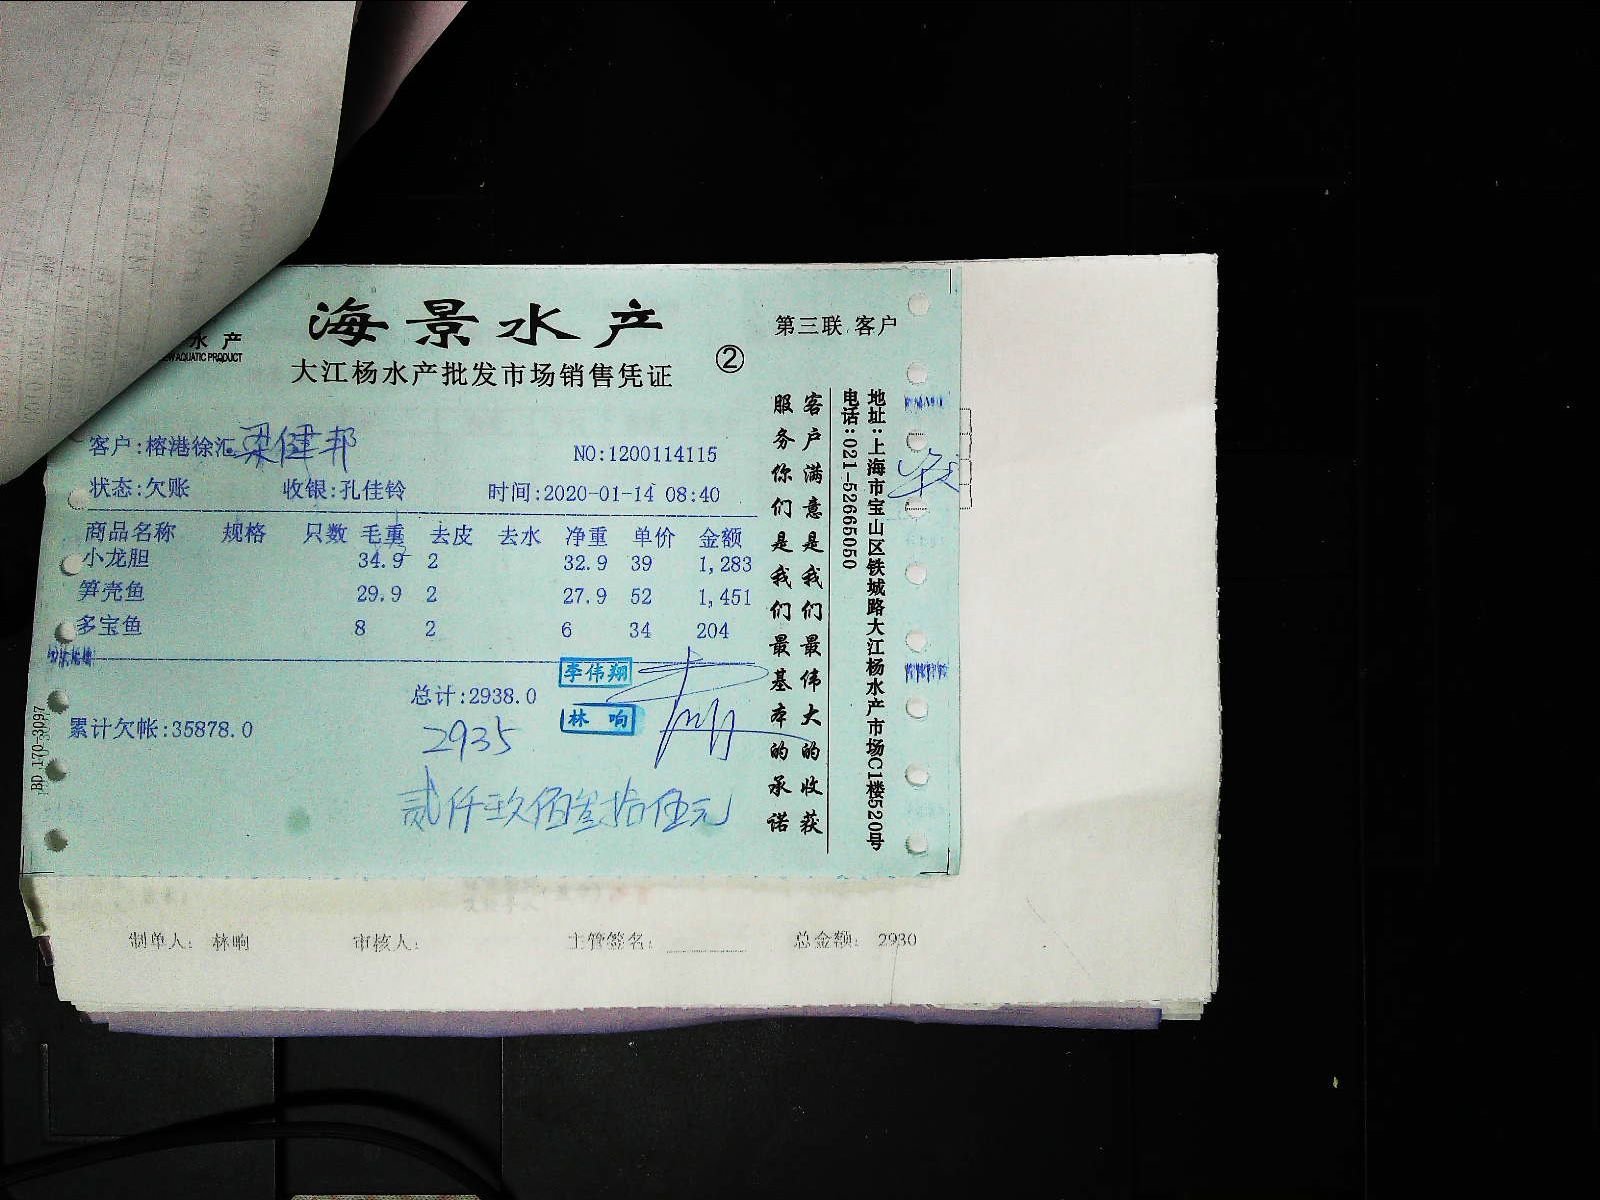 海景水产
第三联 客户
水产
AQUATIC PRODUCT
②
大江杨水产批发市场销售凭证
客户:榕港徐汇 梁健邦
NO:1200114115
状态:欠账 收银:孔佳铃 时间:2020-01-14 08:40
商品名称 规格 只数 毛重 去皮 去水 净重 单价 金额
小龙胆 34.9 2 32.9 39 1,283
笋壳鱼 29.9 2 27.9 52 1,451
多宝鱼 8 2 6 34 204
李伟翔
总计:2938.0
林响
累计欠帐:35878.0
2935
贰仟玖佰叁拾伍元
客户满意是我们最伟大的收获
服务你们是我们最基本的承诺
地址:上海市宝山区铁城路大江杨水产市场C1楼520号
电话:021-52665050
BD 170-3097
制单人: 林响 审核人: 主管签名: 总金额: 2930